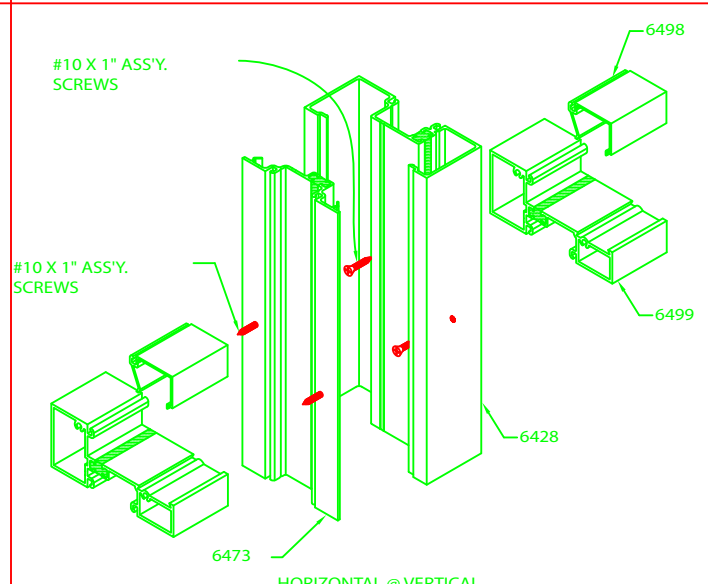 6498
#10 X 1" ASS'Y.
SCREWS
#10 X 1" ASS'Y.
SCREWS
6499
6428
6473
HORIZONTAL @ VERTICAL